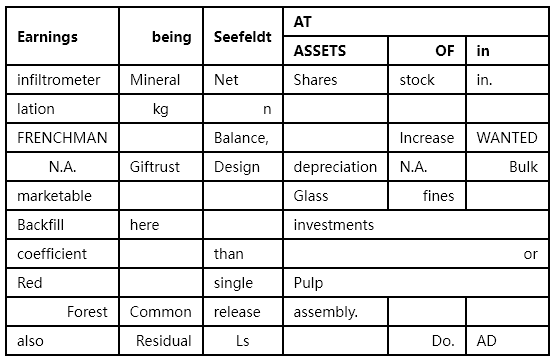 Earnings being Seefeldt AT
ASSETS OF in
infiltrometer Mineral Net Shares stock in.
lation kg n
FRENCHMAN Balance, Increase WANTED
N.A. Giftrust Design depreciation N.A. Bulk
marketable Glass fines
Backfill here investments
coefficient than or
Red single Pulp
Forest Common release assembly.
also Residual Ls Do. AD